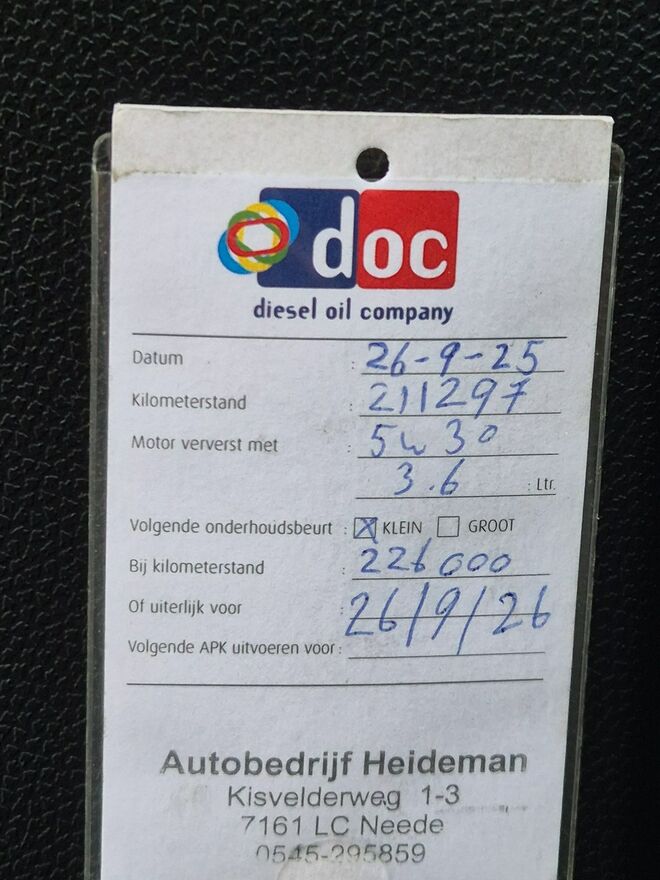 doc
diesel oil company
Datum : 26-9-25
Kilometerstand : 211297
Motor ververst met : 5w30
3.6 : Ltr.
Volgende onderhoudsbeurt : KLEIN GROOT
Bij kilometerstand : 226000
Of uiterlijk voor : 26/9/26
Volgende APK uitvoeren voor :
Autobedrijf Heideman
Kisvelderweg 1-3
7161 LC Neede
0545-295859